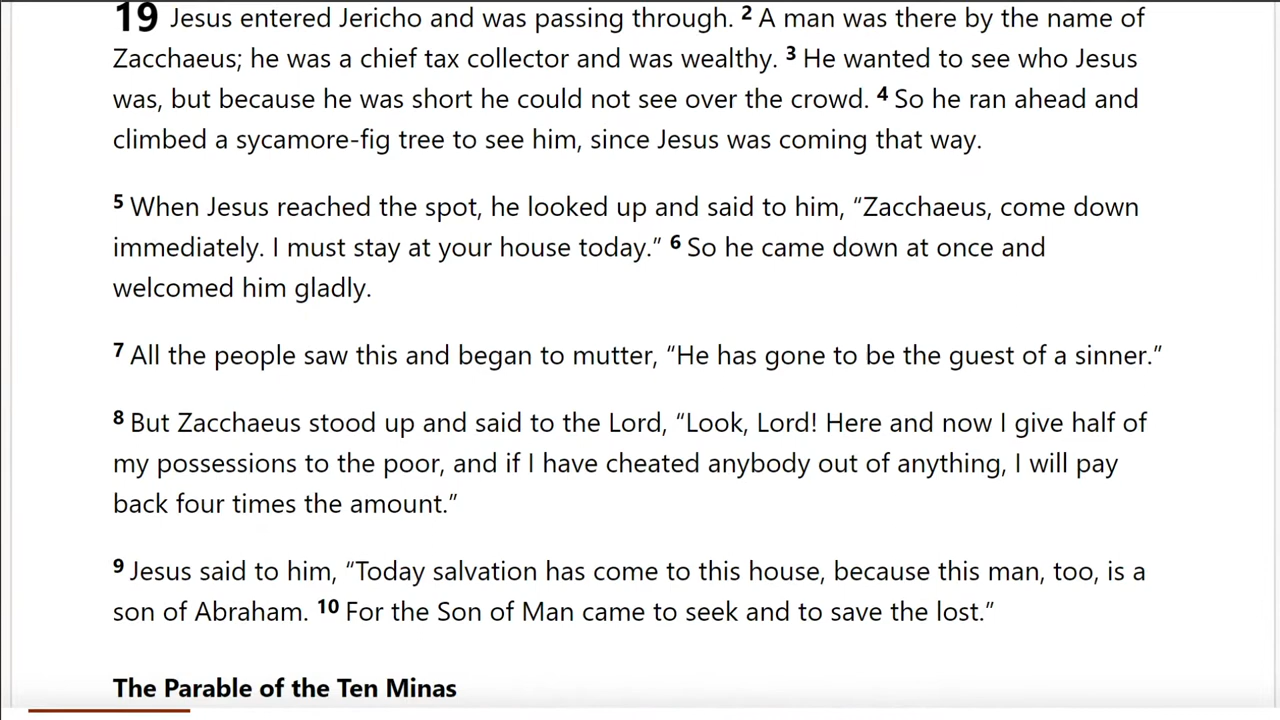 19 Jesus entered Jericho and was passing through. 2 A man was there by the name of
Zacchaeus; he was a chief tax collector and was wealthy. 3 He wanted to see who Jesus
was, but because he was short he could not see over the crowd. 4 So he ran ahead and
climbed a sycamore-fig tree to see him, since Jesus was coming that way.
5 When Jesus reached the spot, he looked up and said to him, “Zacchaeus, come down
immediately. I must stay at your house today.” 6 So he came down at once and
welcomed him gladly.
7 All the people saw this and began to mutter, “He has gone to be the guest of a sinner.”
8 But Zacchaeus stood up and said to the Lord, “Look, Lord! Here and now I give half of
my possessions to the poor, and if I have cheated anybody out of anything, I will pay
back four times the amount.”
9 Jesus said to him, “Today salvation has come to this house, because this man, too, is a
son of Abraham. 10 For the Son of Man came to seek and to save the lost.”
The Parable of the Ten Minas